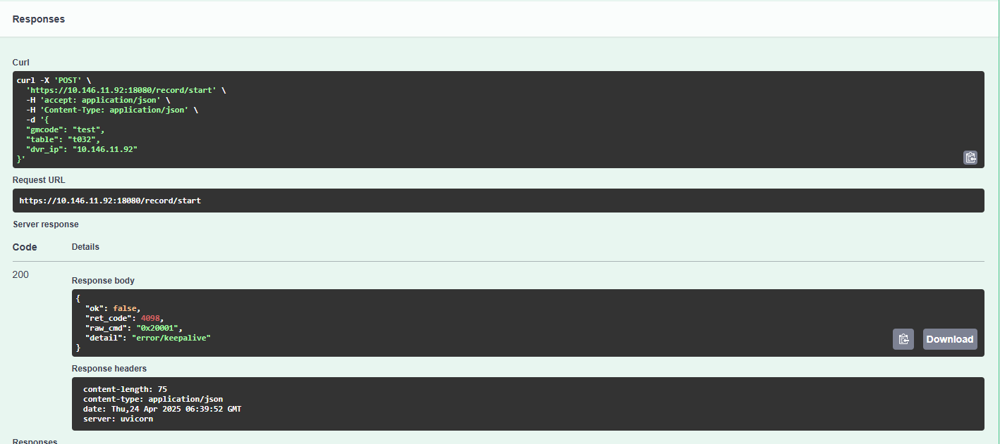 Responses
Curl
curl -X 'POST' \
  'https://10.146.11.92:18080/record/start' \
  -H 'accept: application/json' \
  -H 'Content-Type: application/json' \
  -d '{
  "gmcode": "test",
  "table": "t032",
  "dvr_ip": "10.146.11.92"
}'
Request URL
https://10.146.11.92:18080/record/start
Server response
Code Details
200
Response body
{
  "ok": false,
  "ret_code": 4098,
  "raw_cmd": "0x20001",
  "detail": "error/keepalive"
}
Download
Response headers
content-length: 75
content-type: application/json
date: Thu,24 Apr 2025 06:39:52 GMT
server: uvicorn
Responses